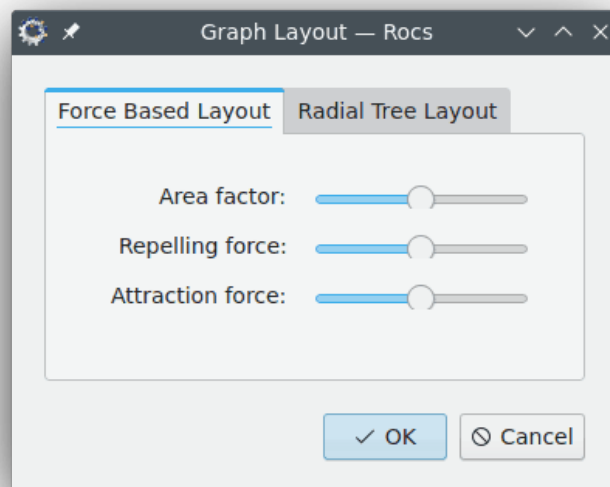 Graph Layout — Rocs
Force Based Layout Radial Tree Layout
Area factor:
Repelling force:
Attraction force:
OK Cancel